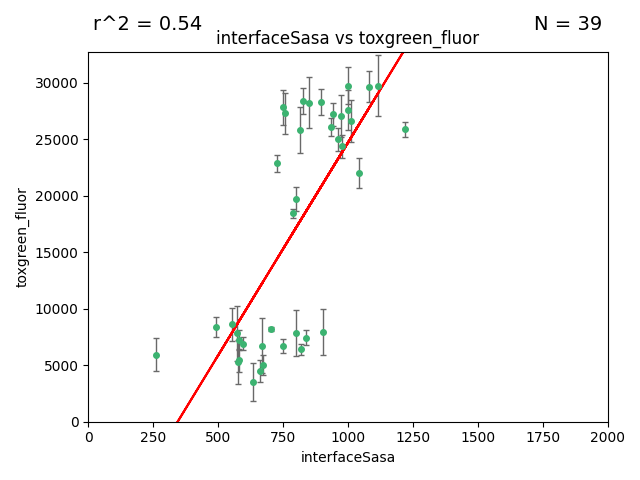 r^2 = 0.54
N = 39
interfaceSasa vs toxgreen_fluor
30000
25000
20000
15000
10000
5000
0
toxgreen_fluor
0 250 500 750 1000 1250 1500 1750 2000
interfaceSasa